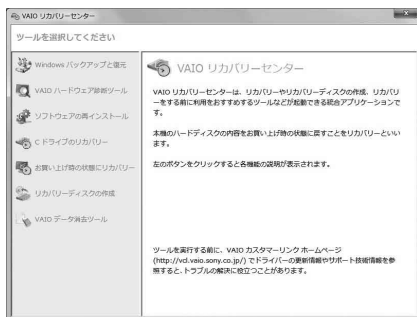 VAIO リカバリーセンター
ツールを選択してください
Windows バックアップと復元
VAIO ハードウェア診断ツール
ソフトウェアの再インストール
C ドライブのリカバリー
お買い上げ時の状態にリカバリー
リカバリーディスクの作成
VAIO データ消去ツール
VAIO リカバリーセンター
VAIO リカバリーセンターは、リカバリーやリカバリーディスクの作成、リカバリ
ーをする前に利用をおすすめするツールなどが起動できる統合アプリケーションで
す。
本機のハードディスクの内容をお買い上げ時の状態に戻すことをリカバリーといい
ます。
左のボタンをクリックすると各機能の説明が表示されます。
ツールを実行する前に、VAIO カスタマーリンク ホームページ
(http://vcl.vaio.sony.co.jp/) でドライバーの更新情報やサポート技術情報を参
照すると、トラブルの解決に役立つことがあります。